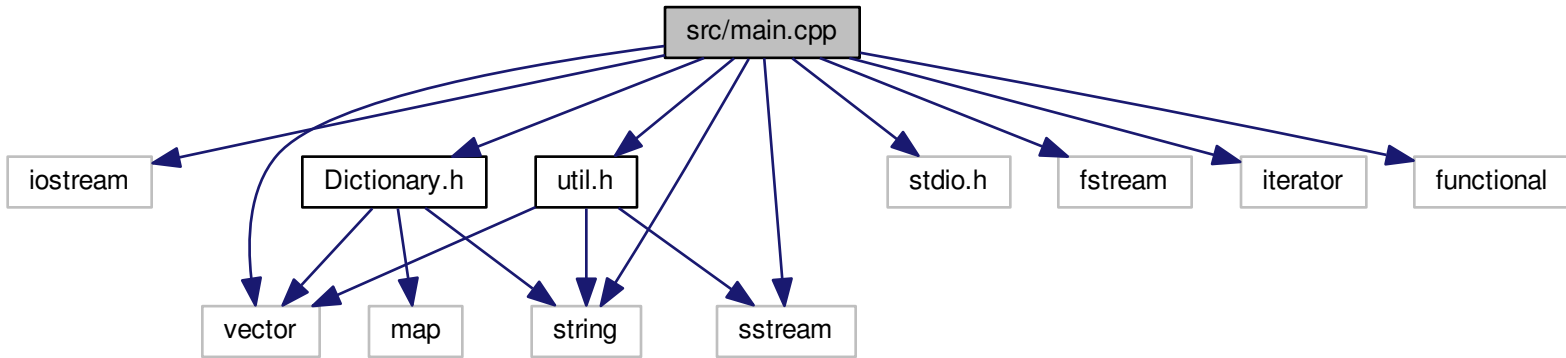 src/main.cpp
iostream
Dictionary.h
util.h
stdio.h
fstream
iterator
functional
vector
map
string
sstream